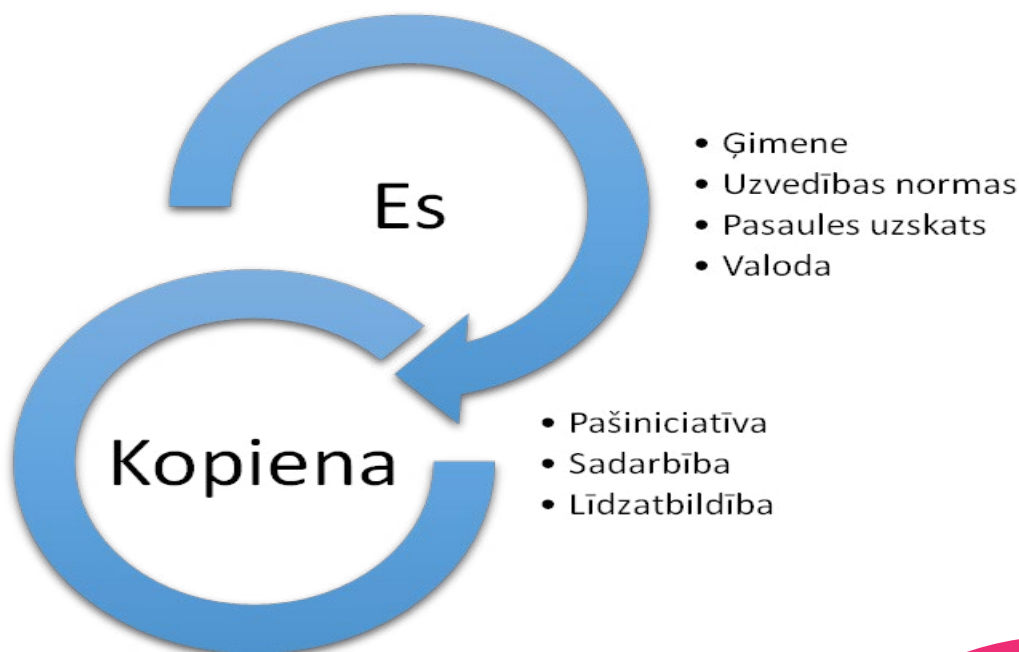 Es
• Ģimene
• Uzvedības normas
• Pasaules uzskats
• Valoda
Kopiena
• Pašiniciatīva
• Sadarbība
• Līdzatbildība